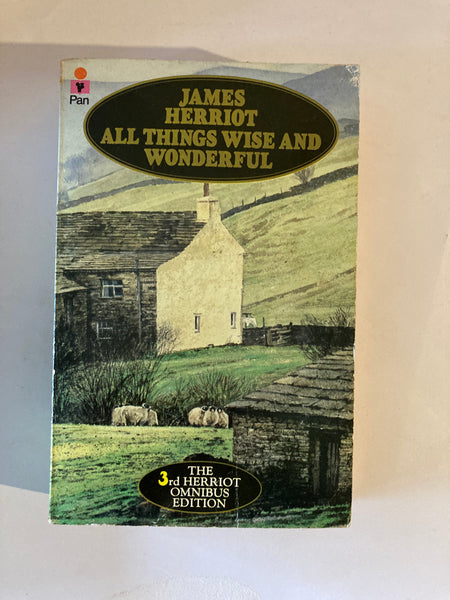 Pan
JAMES
HERRIOT
ALL THINGS WISE AND
WONDERFUL
THE
3rd HERRIOT
OMNIBUS
EDITION